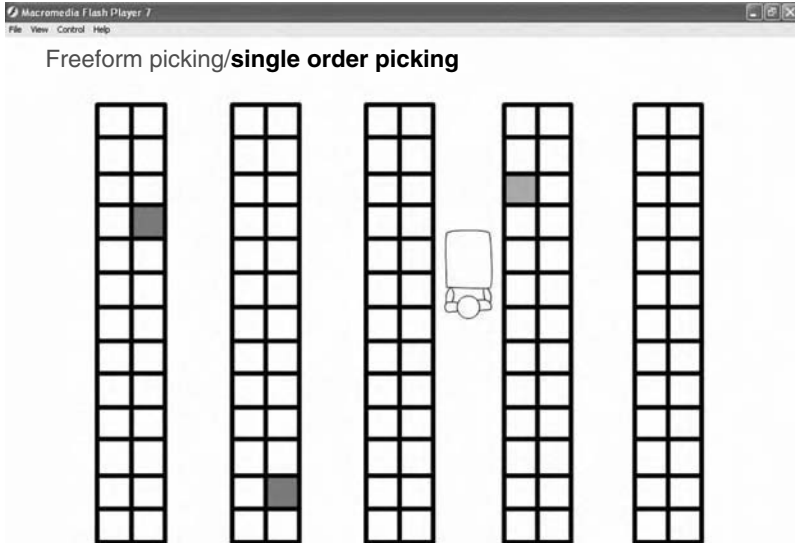 Macromedia Flash Player 7
File View Control Help
Freeform picking/single order picking